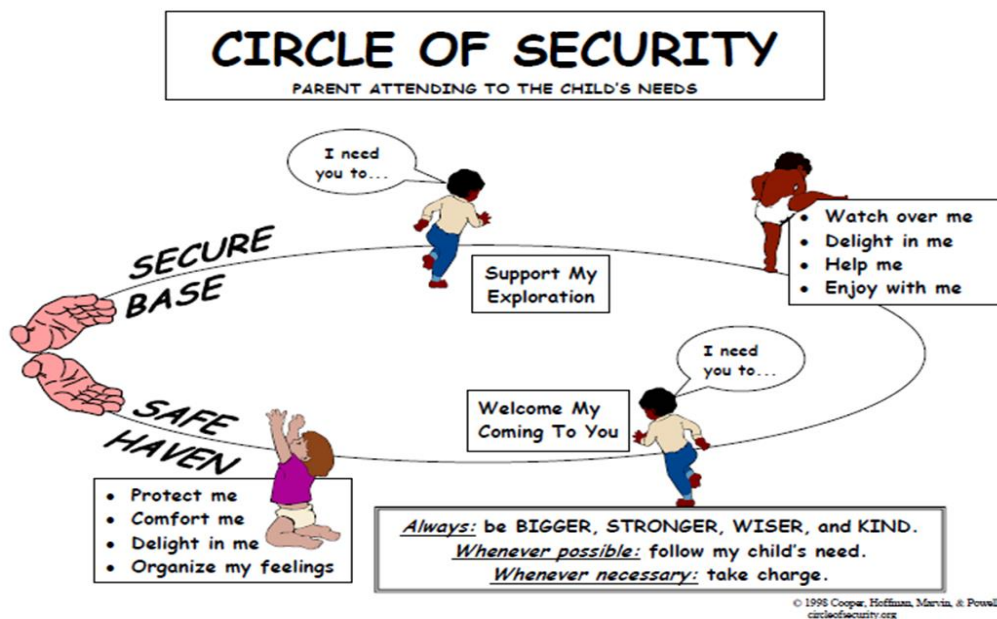 CIRCLE OF SECURITY
PARENT ATTENDING TO THE CHILD'S NEEDS
I need
you to...
SECURE
BASE
Support My
Exploration
• Watch over me
• Delight in me
• Help me
• Enjoy with me
I need
you to...
Welcome My
Coming To You
SAFE
HAVEN
• Protect me
• Comfort me
• Delight in me
• Organize my feelings
Always: be BIGGER, STRONGER, WISER, and KIND.
Whenever possible: follow my child's need.
Whenever necessary: take charge.
© 1998 Cooper, Hoffman, Marvin, & Powell
circleofsecurity.org